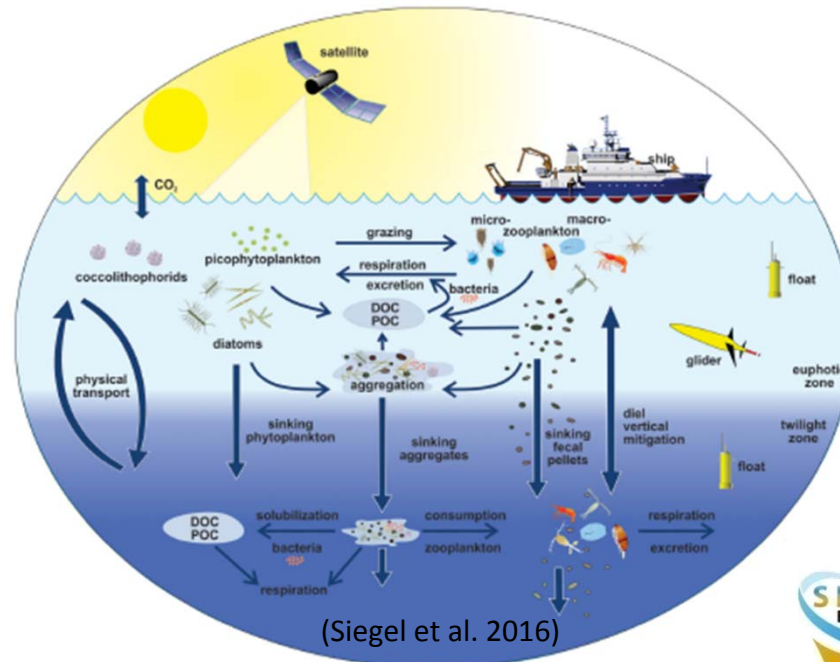 satellite
CO2
ship
micro-
macro-
zooplankton
grazing
picophytoplankton
coccolithophorids
respiration
excretion
bacteria
float
DOC
POC
diatoms
glider
euphotic
zone
aggregation
physical
transport
diel
vertical
mitigation
twilight
zone
sinking
phytoplankton
sinking
aggregates
sinking
fecal
pellets
float
DOC
POC
solubilization
consumption
respiration
bacteria
zooplankton
excretion
respiration
(Siegel et al. 2016)